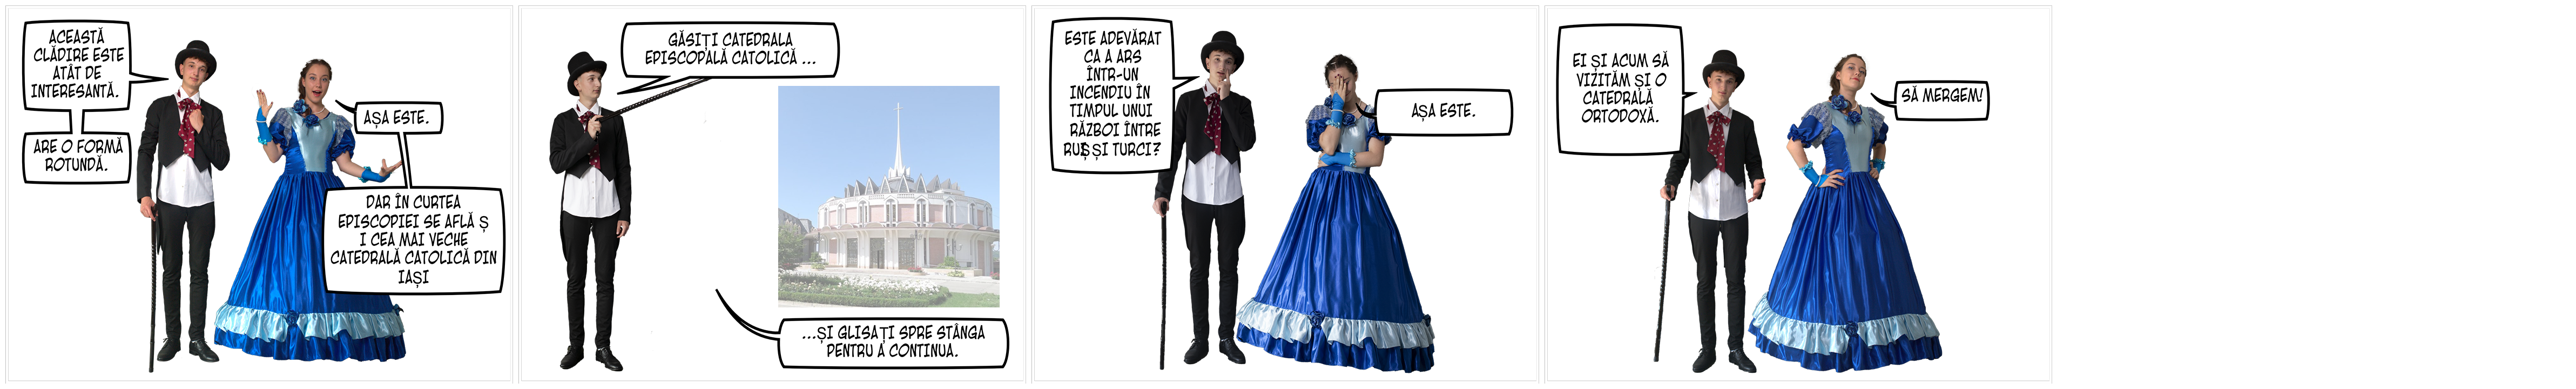 ACEASTĂ
CLĂDIRE ESTE
ATÂT DE
INTERESANTĂ.
ARE O FORMĂ
ROTUNDĂ.
AȘA ESTE.
DAR ÎN CURTEA
EPISCOPIEI SE AFLĂ Ș
I CEA MAI VECHE
CATEDRALĂ CATOLICĂ DIN
IAȘI
GĂSIȚI CATEDRALA
EPISCOPALĂ CATOLICĂ ...
...ȘI GLISAȚI SPRE STÂNGA
PENTRU A CONTINUA.
ESTE ADEVĂRAT
CA A ARS
ÎNTR-UN
INCENDIU ÎN
TIMPUL UNUI
RĂZBOI ÎNTRE
RUȘI ȘI TURCI?
AȘA ESTE.
EI ȘI ACUM SĂ
VIZITĂM ȘI O
CATEDRALĂ
ORTODOXĂ.
SĂ MERGEM!